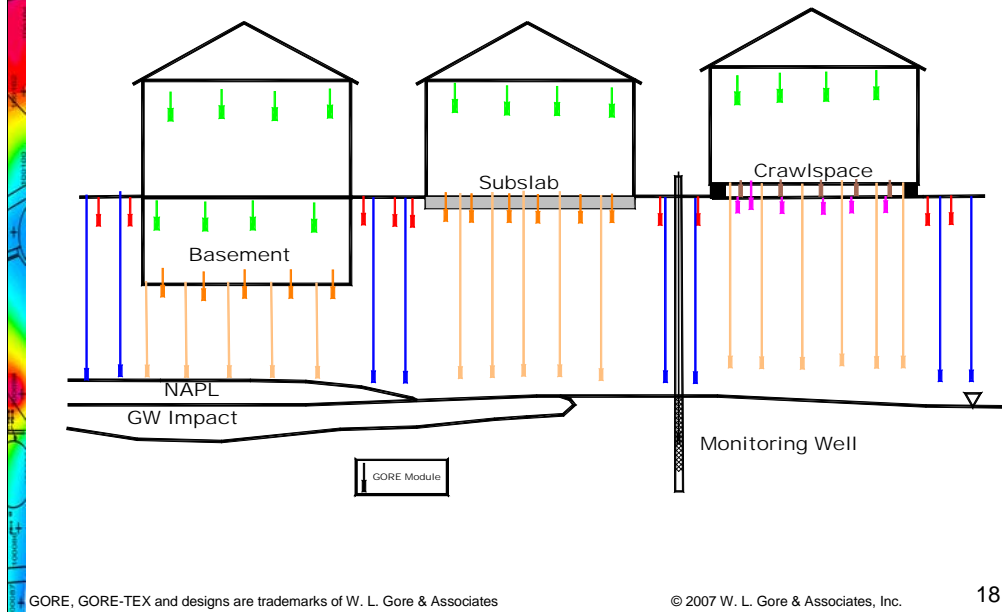 Subslab
Crawlspace
Basement
NAPL
GW Impact
Monitoring Well
GORE Module
GORE, GORE-TEX and designs are trademarks of W. L. Gore & Associates
© 2007 W. L. Gore & Associates, Inc.
18